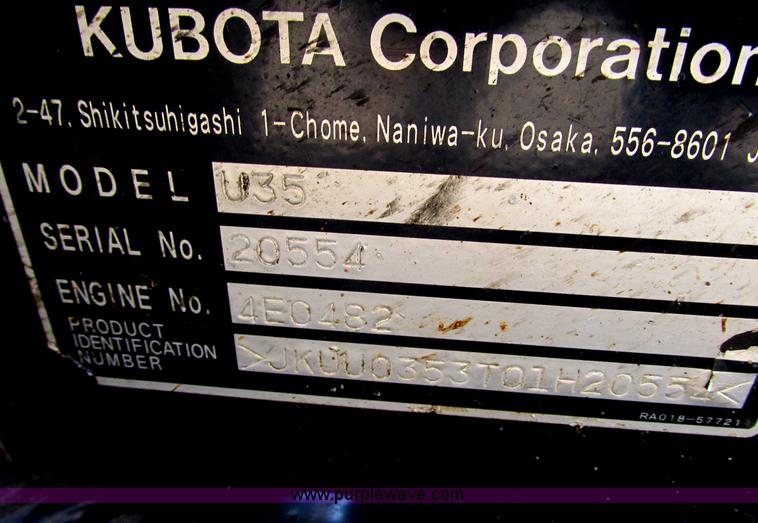 KUBOTA Corporation
2-47, Shikitsuhigashi 1-Chome, Naniwa-ku, Osaka, 556-8601 J
MODEL U35
SERIAL No. 20554
ENGINE No. 4E0482
PRODUCT
IDENTIFICATION
NUMBER >JKUU0353T01H20554<
RA018-57721
www.purplewave.com